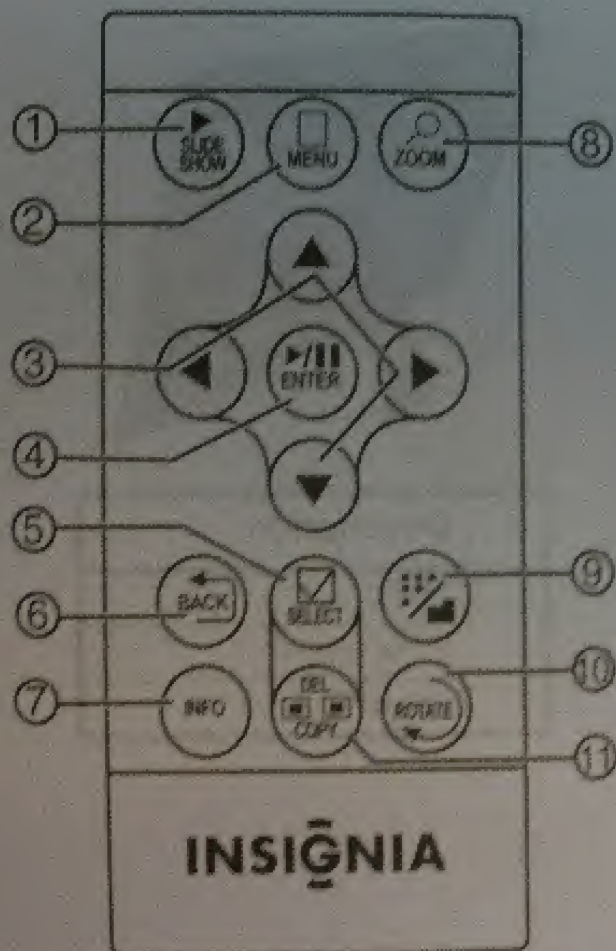 ① SLIDE SHOW MENU ZOOM ⑧
②
③ ENTER
④
⑤
⑥ BACK SELECT ⑨
⑦ INFO DEL COPY ROTATE ⑩
⑪
INSIGNIA